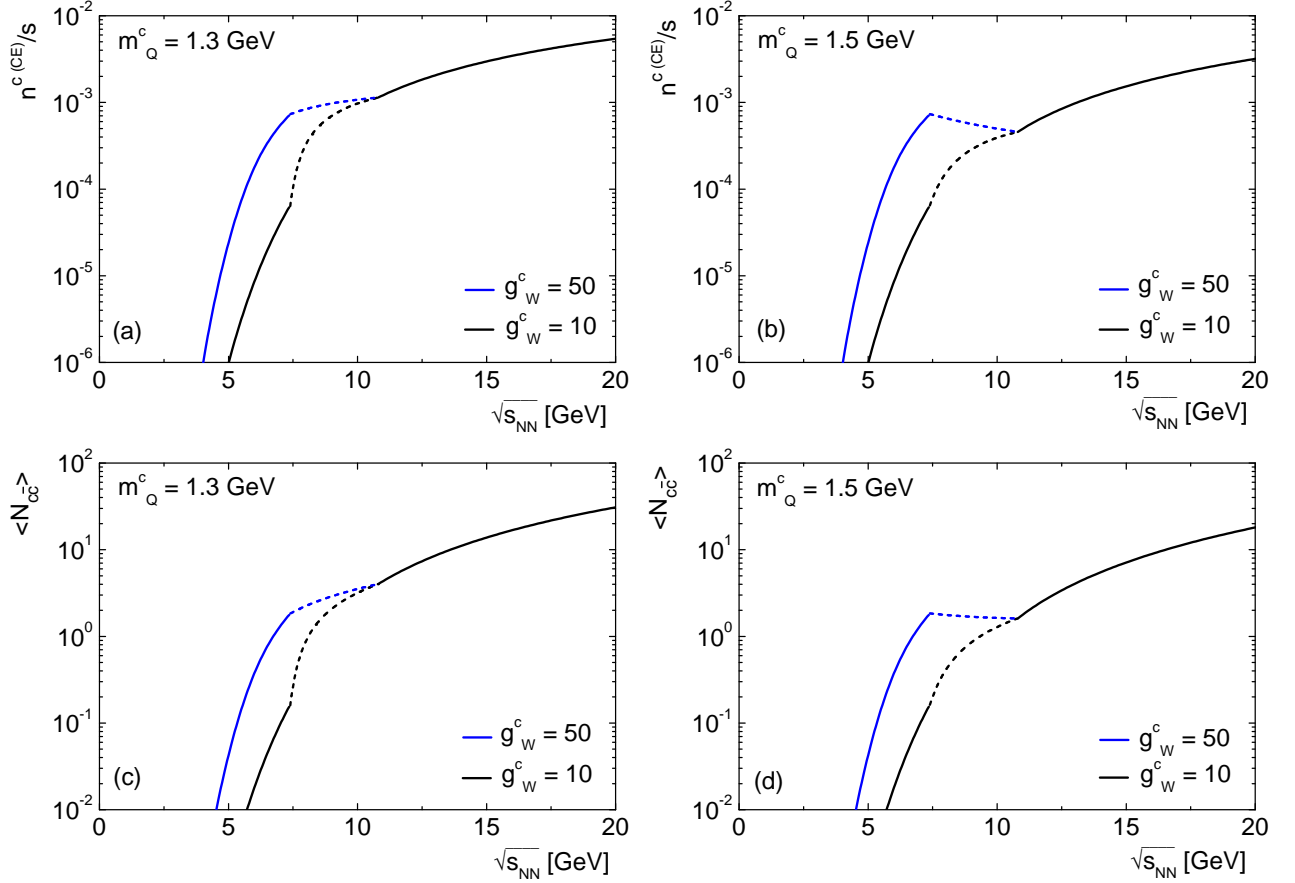 m^c_Q = 1.3 GeV
n^c (CE)/s
10^-2
10^-3
10^-4
10^-5
10^-6
g^c_W = 50
g^c_W = 10
(a)
0 5 10 15 20
√s_NN [GeV]
m^c_Q = 1.5 GeV
n^c (CE)/s
10^-2
10^-3
10^-4
10^-5
10^-6
g^c_W = 50
g^c_W = 10
(b)
0 5 10 15 20
√s_NN [GeV]
m^c_Q = 1.3 GeV
<N_cc̄>
10^2
10^1
10^0
10^-1
10^-2
g^c_W = 50
g^c_W = 10
(c)
0 5 10 15 20
√s_NN [GeV]
m^c_Q = 1.5 GeV
<N_cc̄>
10^2
10^1
10^0
10^-1
10^-2
g^c_W = 50
g^c_W = 10
(d)
0 5 10 15 20
√s_NN [GeV]